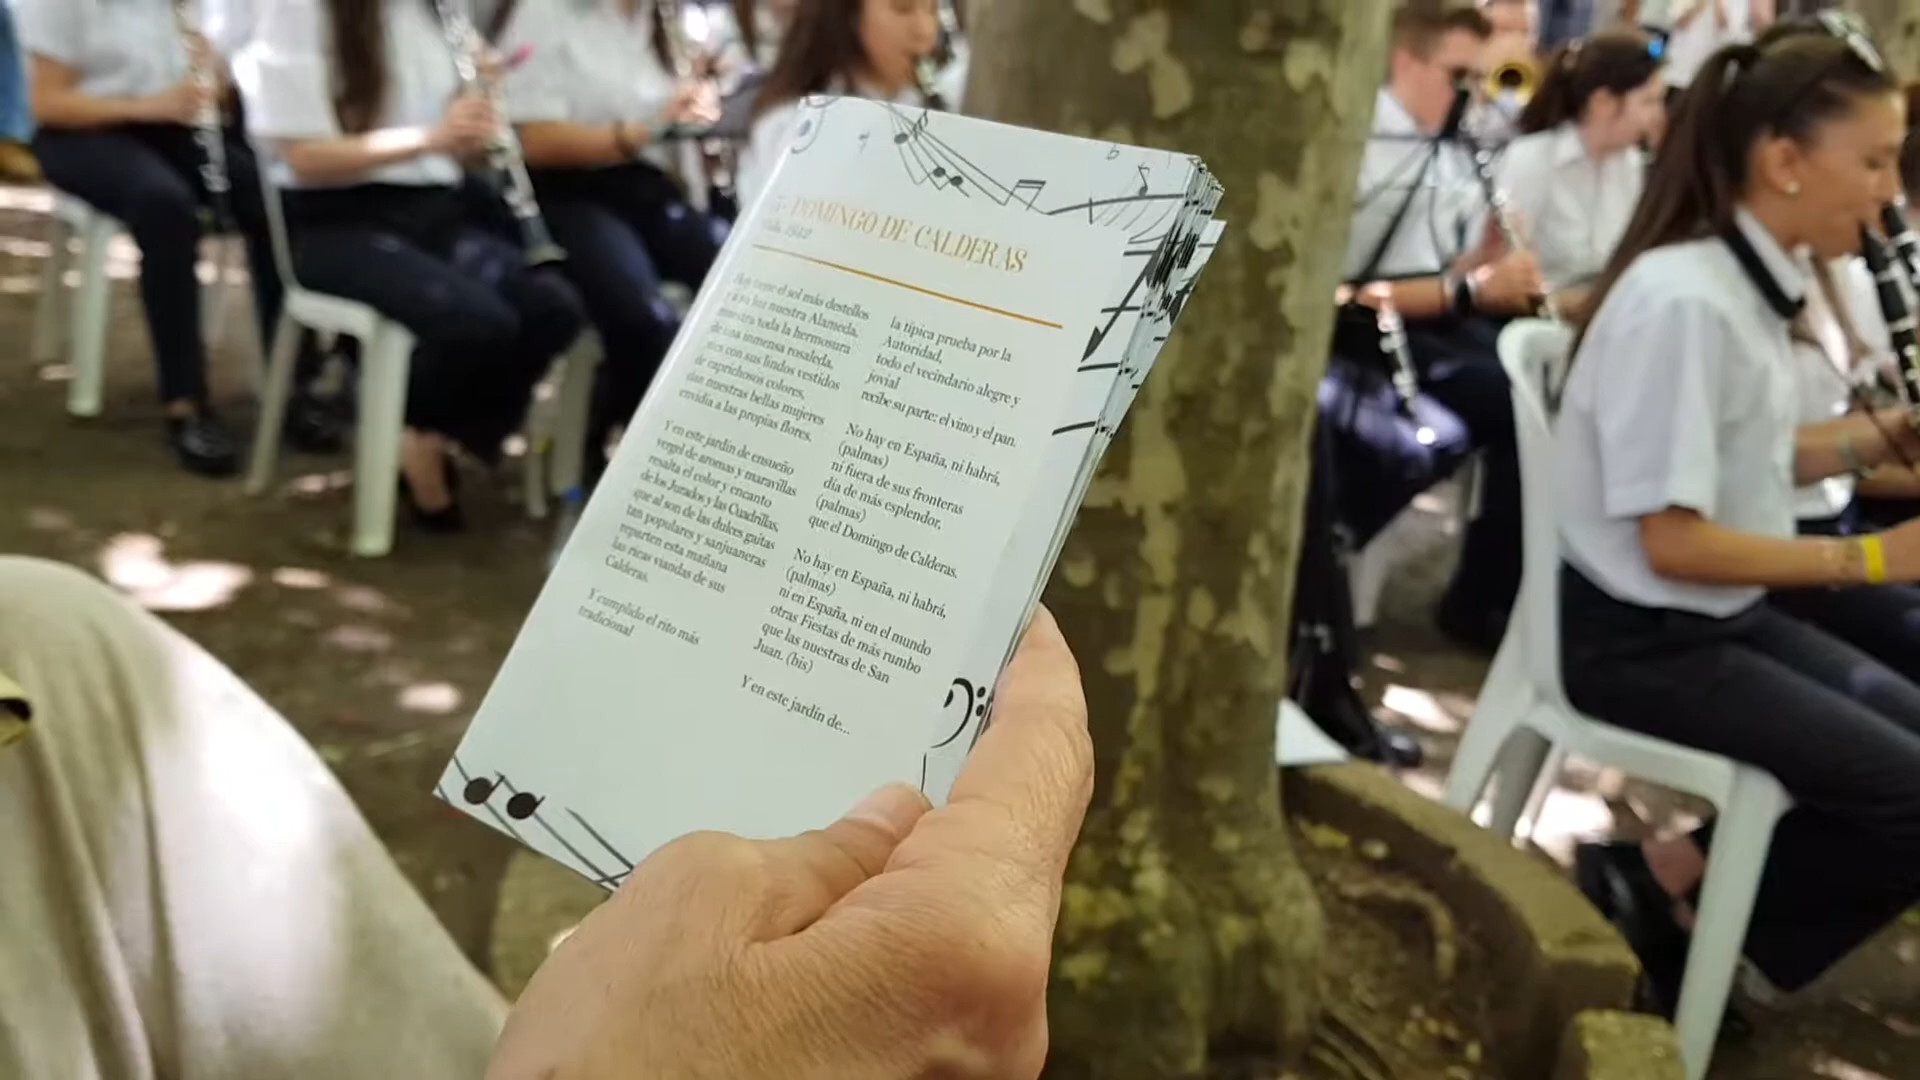 DOMINGO DE CALDERAS
Hoy tiene el sol más destellos
nuestra Alameda,
muestra toda la hermosura
de una inmensa rosaleda,
pues con sus lindos vestidos
de caprichosos colores,
dan nuestras bellas mujeres
envidia a las propias flores.
Y en este jardín de ensueño
vergel de aromas y maravillas
resalta el color y encanto
de los Jurados y las Cuadrillas,
que al son de las dulces gaitas
tan populares y sanjuaneras
reparten esta mañana
las ricas viandas de sus
Calderas.
Y cumplido el rito más
tradicional
la típica prueba por la
Autoridad,
todo el vecindario alegre y
jovial
recibe su parte: el vino y el pan.
No hay en España, ni habrá,
(palmas)
ni fuera de sus fronteras
día de más esplendor,
(palmas)
que el Domingo de Calderas.
No hay en España, ni habrá,
(palmas)
ni en España, ni en el mundo
otras Fiestas de más rumbo
que las nuestras de San
Juan. (bis)
Y en este jardín de...